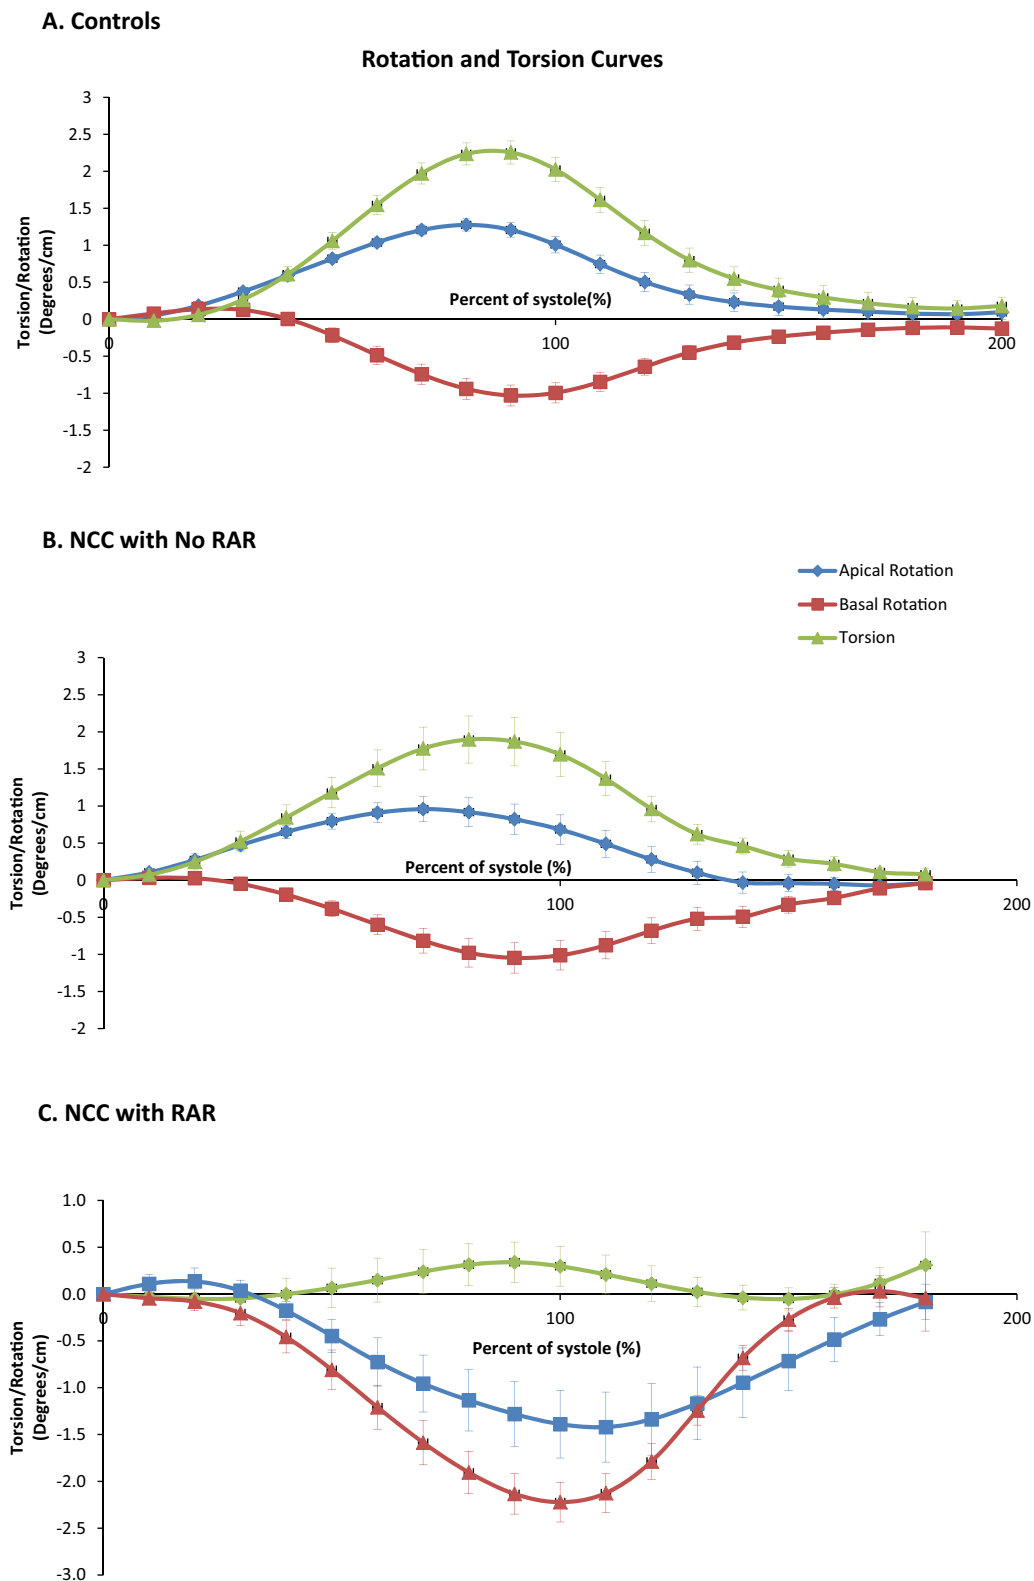 A. Controls
Rotation and Torsion Curves
3
2.5
2
1.5
1
0.5
0
-0.5
-1
-1.5
-2
Torsion/Rotation
(Degrees/cm)
Percent of systole(%)
0
100
200
B. NCC with No RAR
Apical Rotation
Basal Rotation
Torsion
3
2.5
2
1.5
1
0.5
0
-0.5
-1
-1.5
-2
Torsion/Rotation
(Degrees/cm)
Percent of systole (%)
0
100
200
C. NCC with RAR
1.0
0.5
0.0
-0.5
-1.0
-1.5
-2.0
-2.5
-3.0
Torsion/Rotation
(Degrees/cm)
0
100
200
Percent of systole (%)